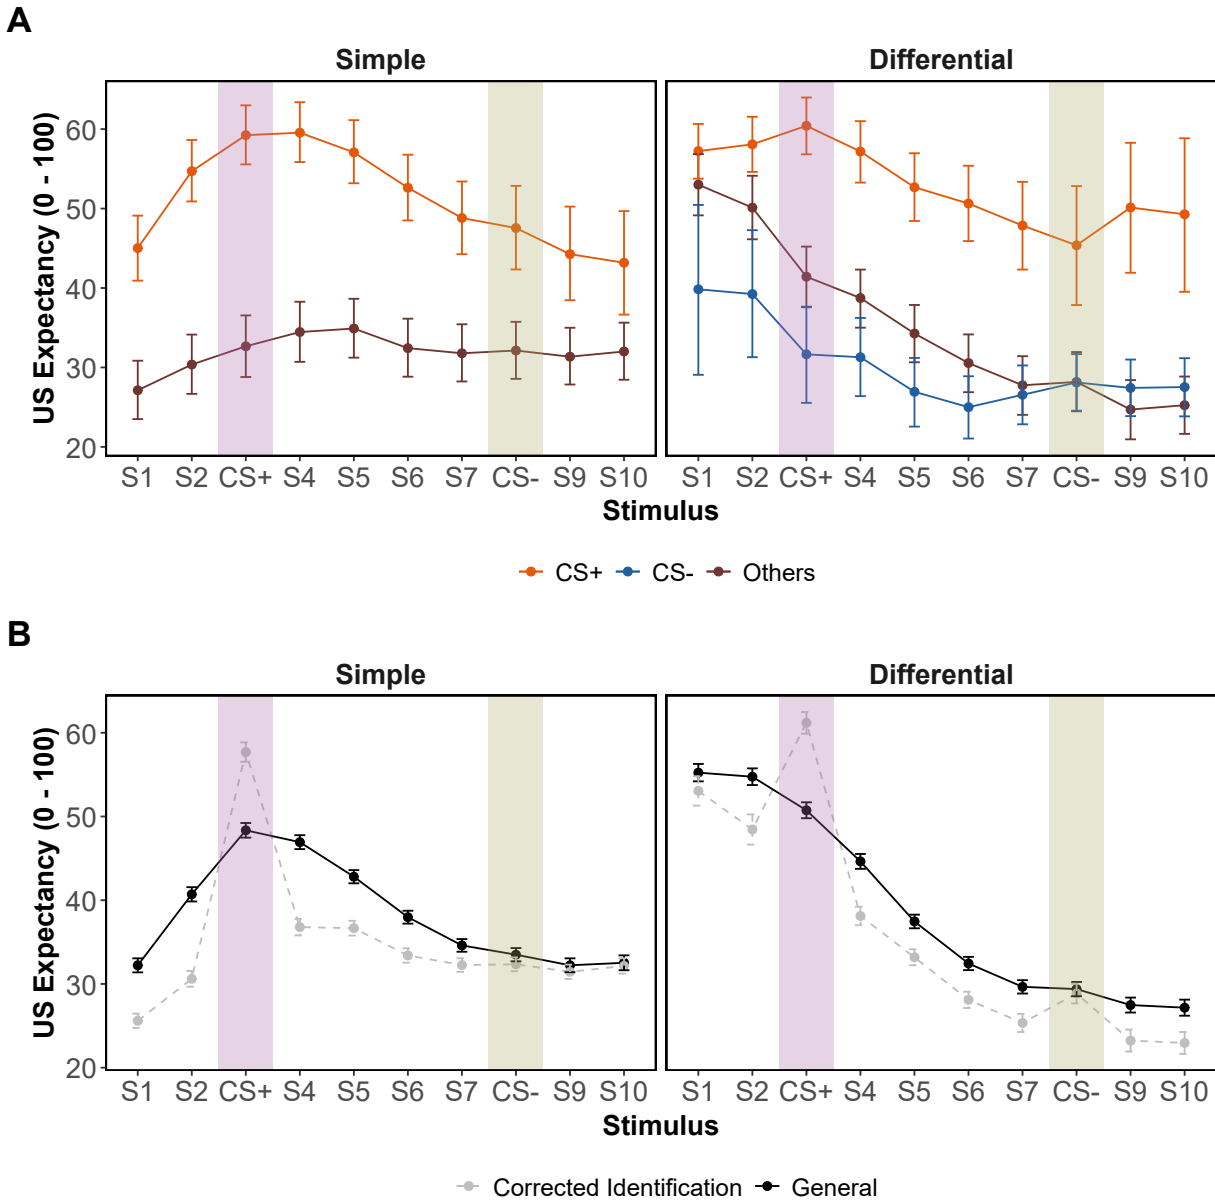 A
Simple
Differential
US Expectancy (0 - 100)
60
50
40
30
20
S1 S2 CS+ S4 S5 S6 S7 CS- S9 S10
S1 S2 CS+ S4 S5 S6 S7 CS- S9 S10
Stimulus
CS+ CS- Others
B
Simple
Differential
US Expectancy (0 - 100)
60
50
40
30
20
S1 S2 CS+ S4 S5 S6 S7 CS- S9 S10
S1 S2 CS+ S4 S5 S6 S7 CS- S9 S10
Stimulus
Corrected Identification General